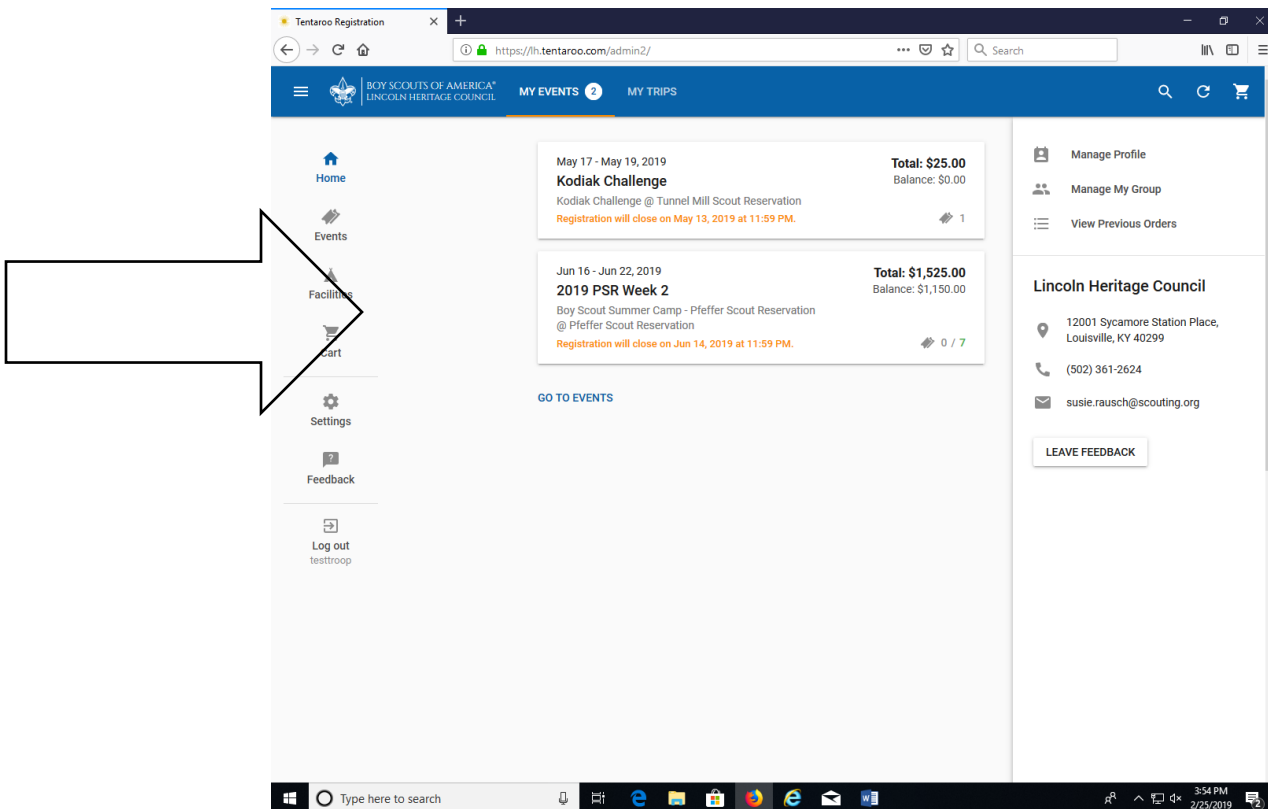 Tentaroo Registration
https://lh.tentaroo.com/admin2/
Search
BOY SCOUTS OF AMERICA®
LINCOLN HERITAGE COUNCIL
MY EVENTS 2
MY TRIPS
Home
Events
Facilities
Cart
Settings
Feedback
Log out
testtroop
May 17 - May 19, 2019
Total: $25.00
Kodiak Challenge
Balance: $0.00
Kodiak Challenge @ Tunnel Mill Scout Reservation
Registration will close on May 13, 2019 at 11:59 PM.
1
Jun 16 - Jun 22, 2019
Total: $1,525.00
2019 PSR Week 2
Balance: $1,150.00
Boy Scout Summer Camp - Pfeffer Scout Reservation
@ Pfeffer Scout Reservation
Registration will close on Jun 14, 2019 at 11:59 PM.
0 / 7
GO TO EVENTS
Manage Profile
Manage My Group
View Previous Orders
Lincoln Heritage Council
12001 Sycamore Station Place,
Louisville, KY 40299
(502) 361-2624
susie.rausch@scouting.org
LEAVE FEEDBACK
Type here to search
3:54 PM
2/25/2019
2